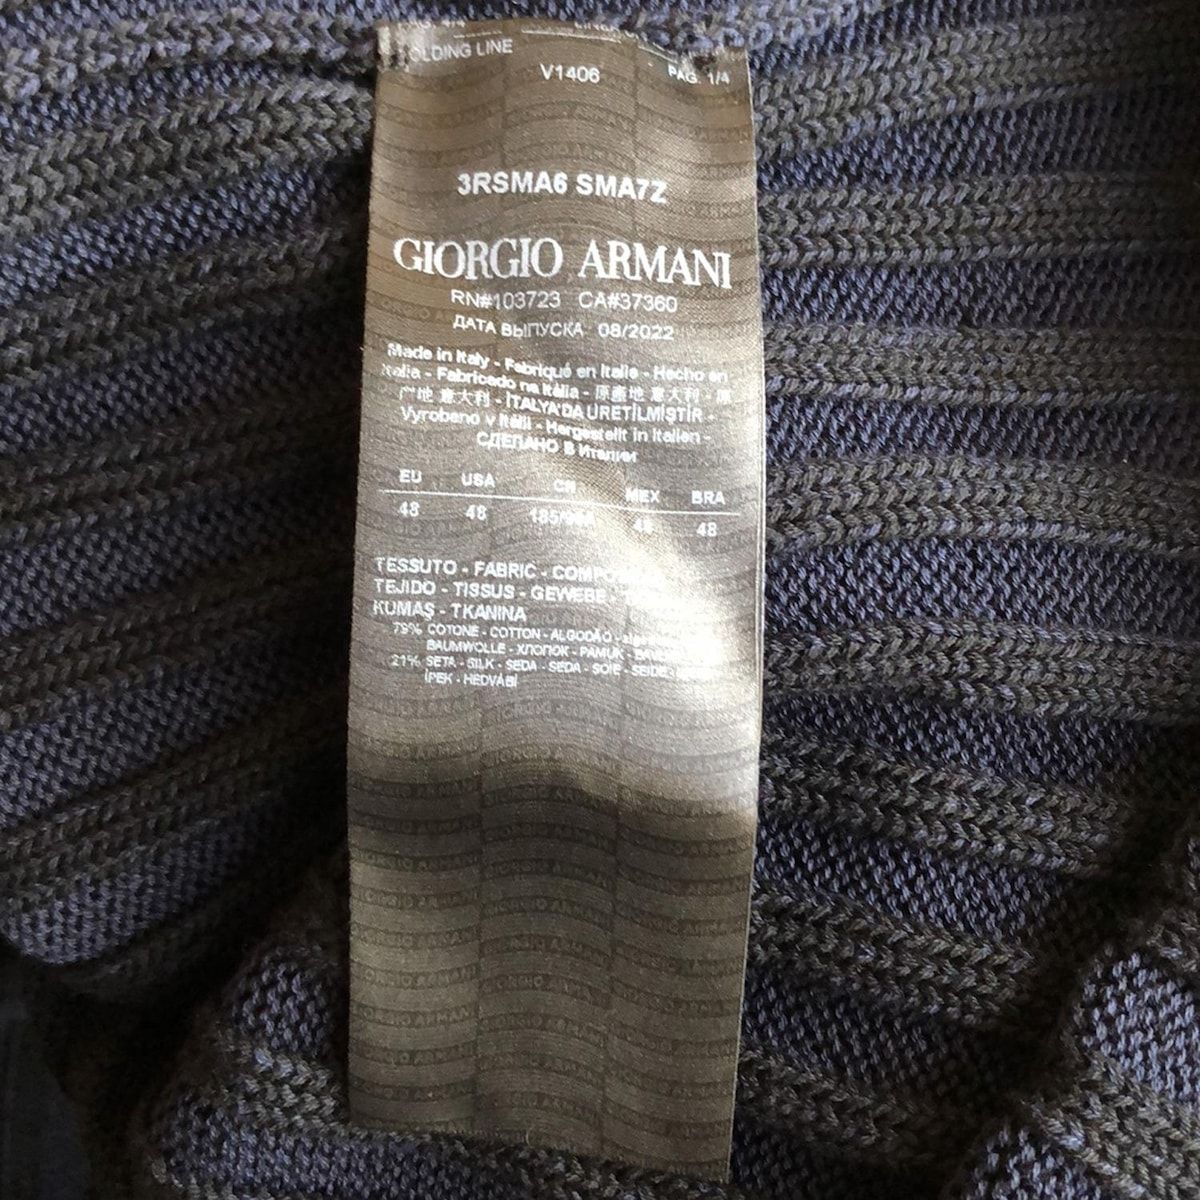 OLDING LINE
V1406
PAG. 1/4
3RSMA6 SMA7Z
GIORGIO ARMANI
RN#103723 CA#37360
ДАТА ВЫПУСКА 08/2022
Made in Italy - Fabriqué en Italie - Hecho en
Italia - Fabricado na Itália - 原產地 意大利 - 原
产地 意大利 - İTALYA'DA ÜRETİLMİŞTİR -
Vyrobeno v Itálii - Hergestellt in Italien -
СДЕЛАНО В Италии
EU USA CN MEX BRA
48 48 48 48
TESSUTO - FABRIC -
TEJIDO - TISSUS - GEWEBE -
KUMAŞ - TKANINA
79% COTONE - COTTON - ALGODÃO -
BAUMWOLLE - ХЛОПОК - PAMUK -
21% SETA - SILK - SEDA - SEDA - SOIE - SEIDE
İPEK - HEDVÁBÍ